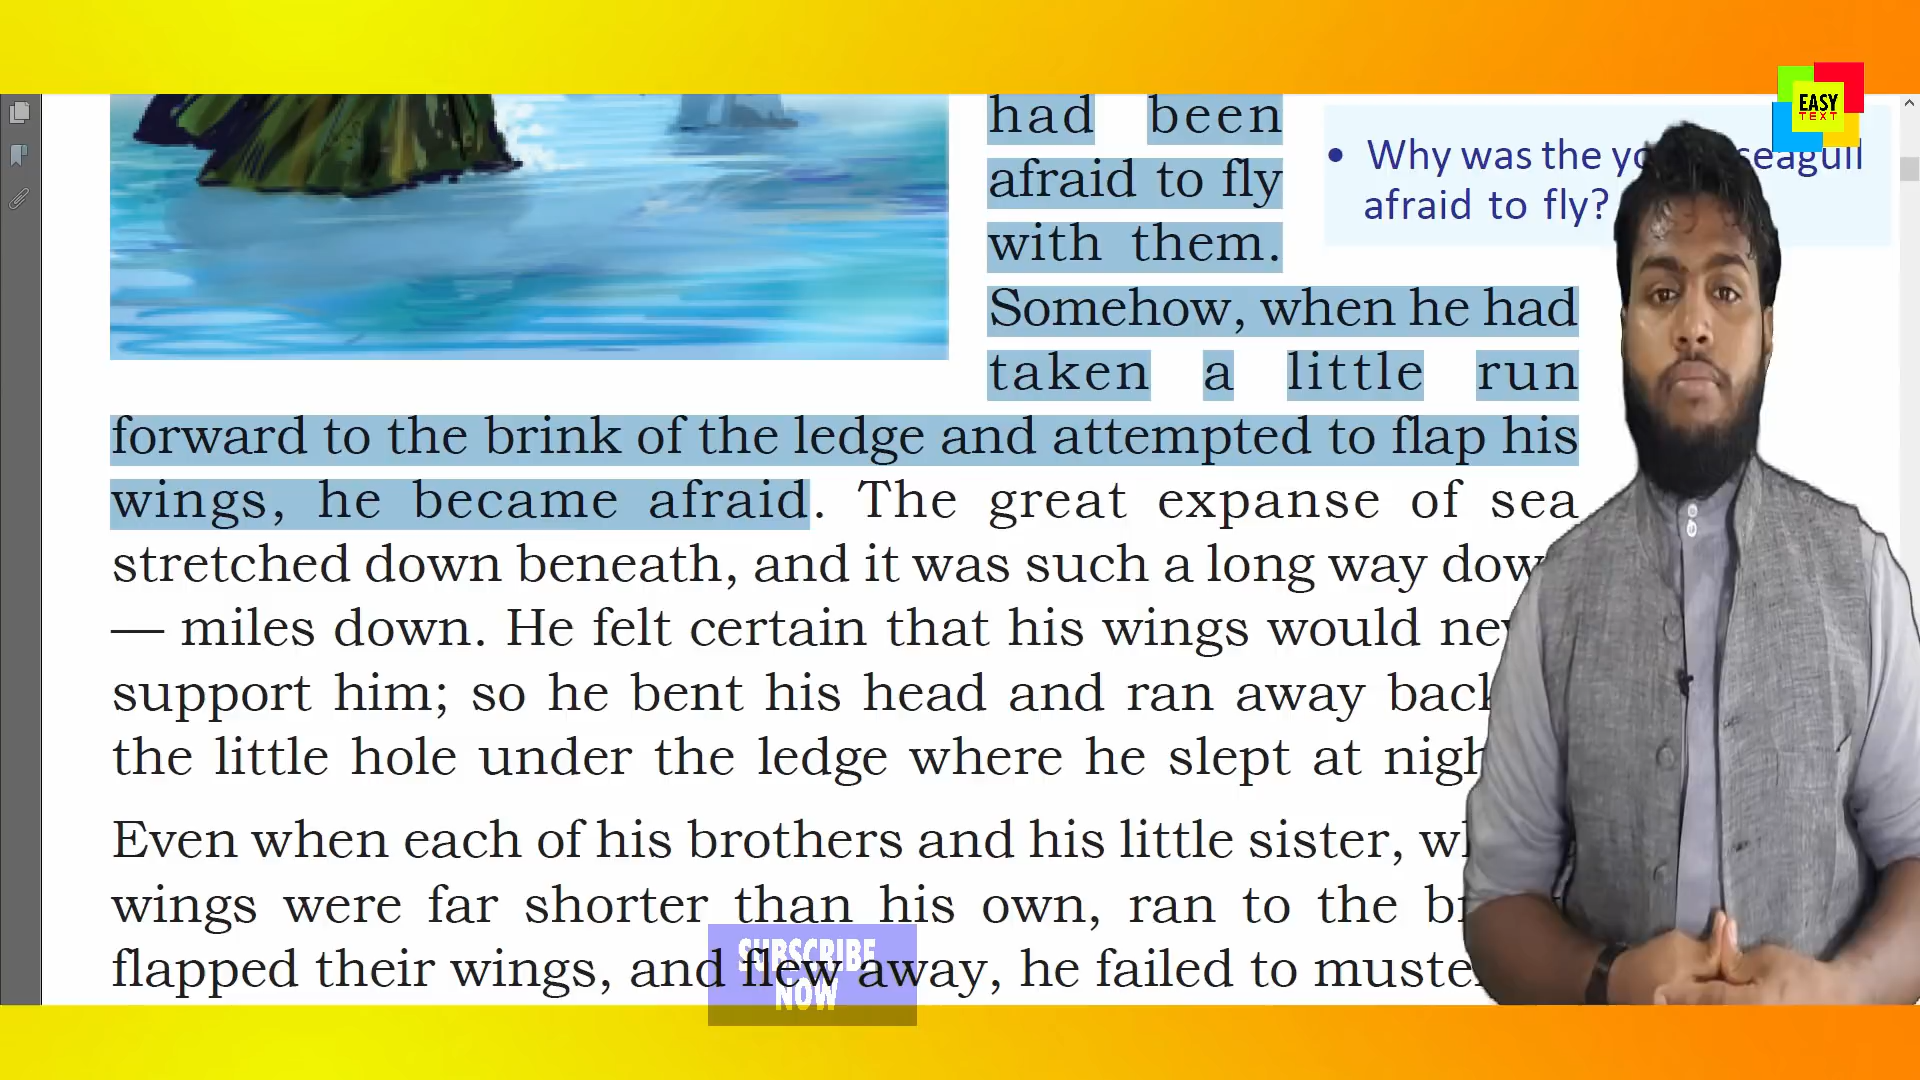 had been
afraid to fly
with them.
Somehow, when he had
taken a little run
forward to the brink of the ledge and attempted to flap his
wings, he became afraid. The great expanse of sea
stretched down beneath, and it was such a long way down
— miles down. He felt certain that his wings would
support him; so he bent his head and ran away
the little hole under the ledge where he slept at
Even when each of his brothers and his little sister,
wings were far shorter than his own, ran to the
flapped their wings, and flew away, he failed to
• Why was the seagull
afraid to fly?
EASY
TEXT
SUBSCRIBE
NOW